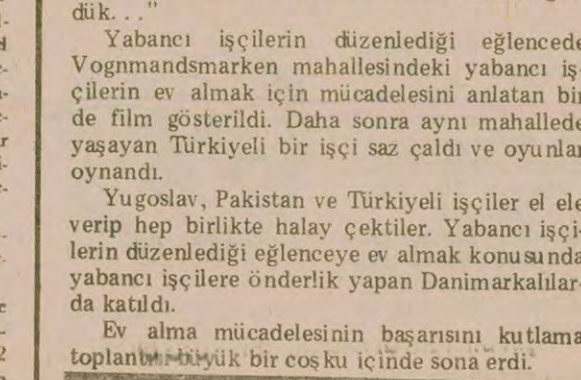 dük. . ."
Yabancı işçilerin düzenlediği eğlencede
Vognmandsmarken mahallesindeki yabancı iş-
çilerin ev almak için mücadelesini anlatan bir
de film gösterildi. Daha sonra aynı mahallede
yaşayan Türkiyeli bir işçi saz çaldı ve oyunlar
oynandı.
Yugoslav, Pakistan ve Türkiyeli işçiler el ele
verip hep birlikte halay çektiler. Yabancı işçi-
lerin düzenlediği eğlenceye ev almak konusunda
yabancı işçilere önderlik yapan Danimarkalılar-
da katıldı.
Ev alma mücadelesinin başarısını kutlama
büyük bir coşku içinde sona erdi.